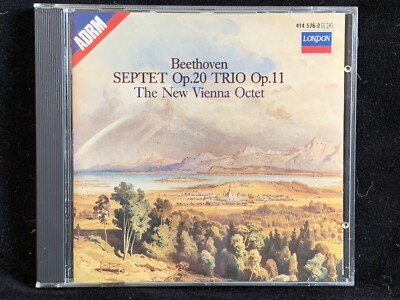 ADRM
414 576-2
LONDON
Beethoven
SEPTET Op.20 TRIO Op.11
The New Vienna Octet